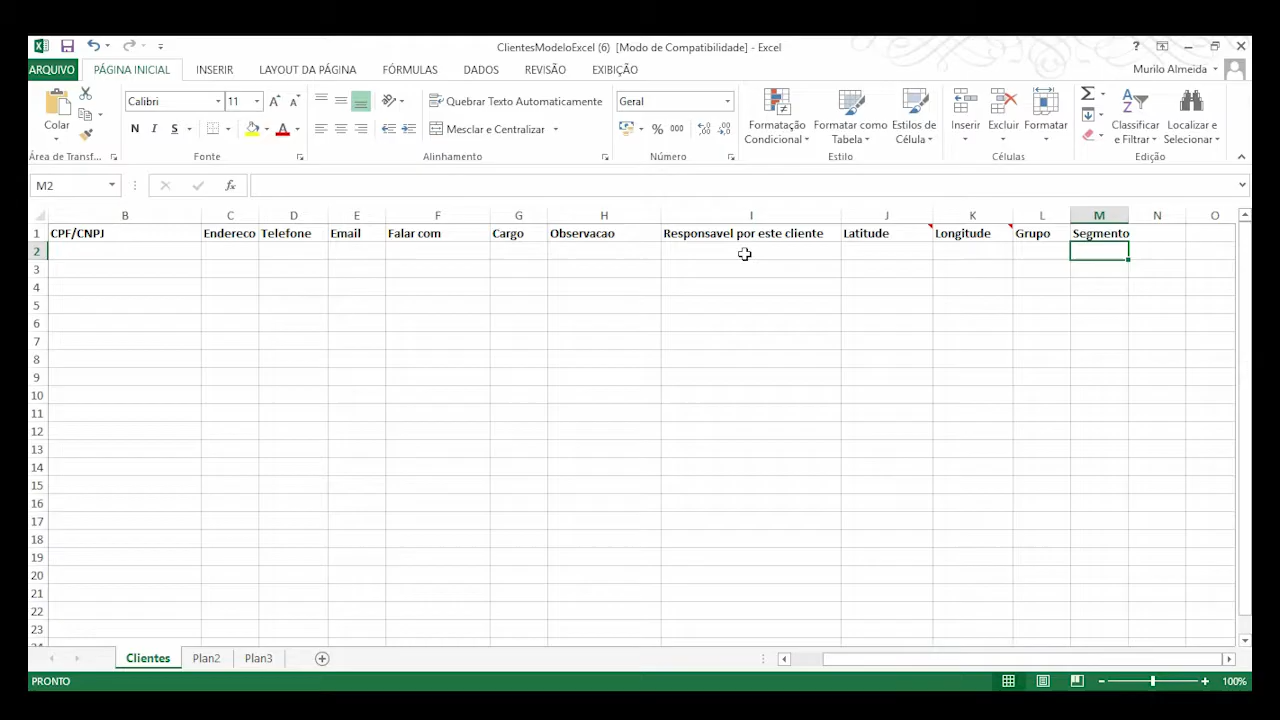 ClientesModeloExcel (6) [Modo de Compatibilidade] - Excel
?
ARQUIVO PÁGINA INICIAL INSERIR LAYOUT DA PÁGINA FÓRMULAS DADOS REVISÃO EXIBIÇÃO Murilo Almeida
Colar
Calibri 11
N I S
Quebrar Texto Automaticamente
Mesclar e Centralizar
Geral
% 000
Formatação Condicional
Formatar como Tabela
Estilos de Célula
Inserir Excluir Formatar
Classificar e Filtrar
Localizar e Selecionar
Área de Transf... Fonte Alinhamento Número Estilo Células Edição
M2 fx
B C D E F G H I J K L M N O
1 CPF/CNPJ Endereco Telefone Email Falar com Cargo Observacao Responsavel por este cliente Latitude Longitude Grupo Segmento
2
3
4
5
6
7
8
9
10
11
12
13
14
15
16
17
18
19
20
21
22
23
24
Clientes Plan2 Plan3
PRONTO 100%